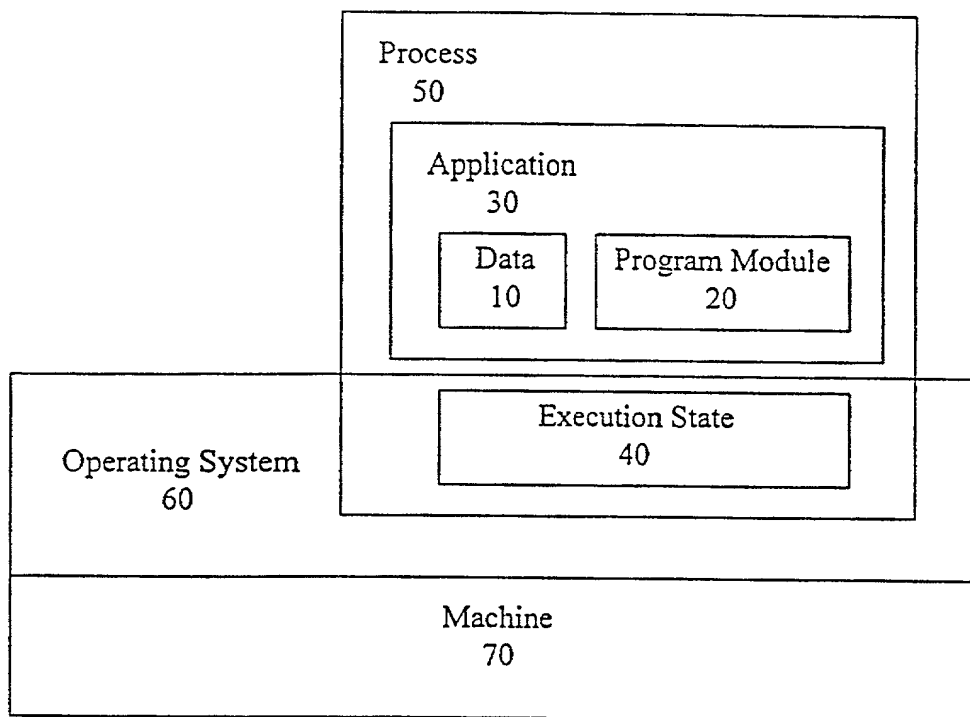 Process
50
Application
30
Data
10
Program Module
20
Execution State
40
Operating System
60
Machine
70